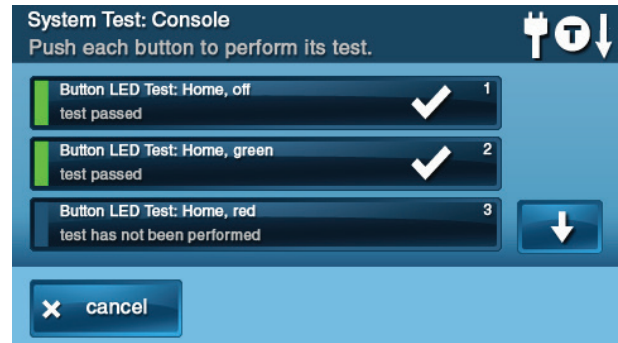 System Test: Console
Push each button to perform its test.
T
Button LED Test: Home, off
1
test passed
Button LED Test: Home, green
2
test passed
Button LED Test: Home, red
3
test has not been performed
cancel